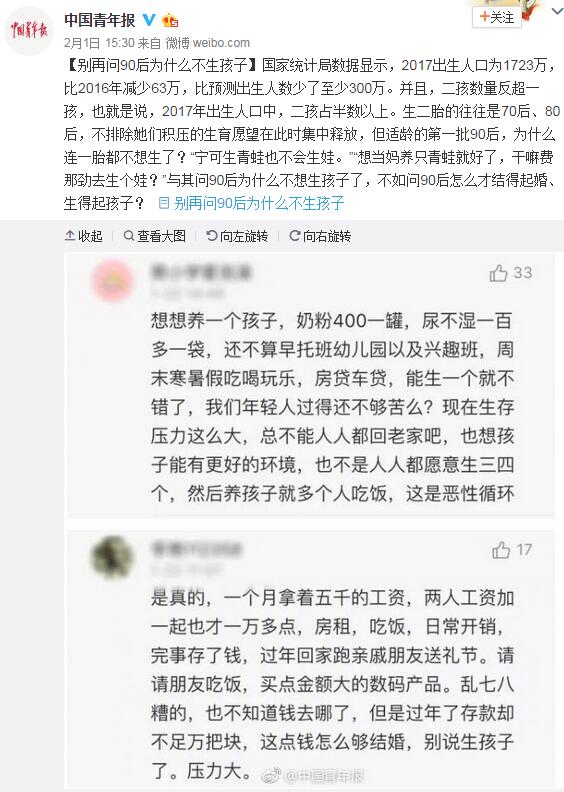 中国青年报
+关注
2月1日 15:30 来自 微博 weibo.com
【别再问90后为什么不生孩子】国家统计局数据显示，2017出生人口为1723万，
比2016年减少63万，比预测出生人数少了至少300万。并且，二孩数量反超一
孩，也就是说，2017年出生人口中，二孩占半数以上。生二胎的往往是70后、80
后，不排除她们积压的生育愿望在此时集中释放，但适龄的第一批90后，为什么
连一胎都不想生了？“宁可生青蛙也不会生娃。”“想当妈养只青蛙就好了，干嘛费
那劲去生个娃？”与其问90后为什么不想生孩子了，不如问90后怎么才结得起婚、
生得起孩子？ 别再问90后为什么不生孩子
收起 查看大图 向左旋转 向右旋转
33
想想养一个孩子，奶粉400一罐，尿不湿一百
多一袋，还不算早托班幼儿园以及兴趣班，周
末寒暑假吃喝玩乐，房贷车贷，能生一个就不
错了，我们年轻人过得还不够苦么？现在生存
压力这么大，总不能人人都回老家吧，也想孩
子能有更好的环境，也不是人人都愿意生三四
个，然后养孩子就多个人吃饭，这是恶性循环
17
是真的，一个月拿着五千的工资，两人工资加
一起也才一万多点，房租，吃饭，日常开销，
完事存了钱，过年回家跑亲戚朋友送礼节。请
请朋友吃饭，买点金额大的数码产品。乱七八
糟的，也不知道钱去哪了，但是过年了存款却
不足万把块，这点钱怎么够结婚，别说生孩子
了。压力大。
@中国青年报